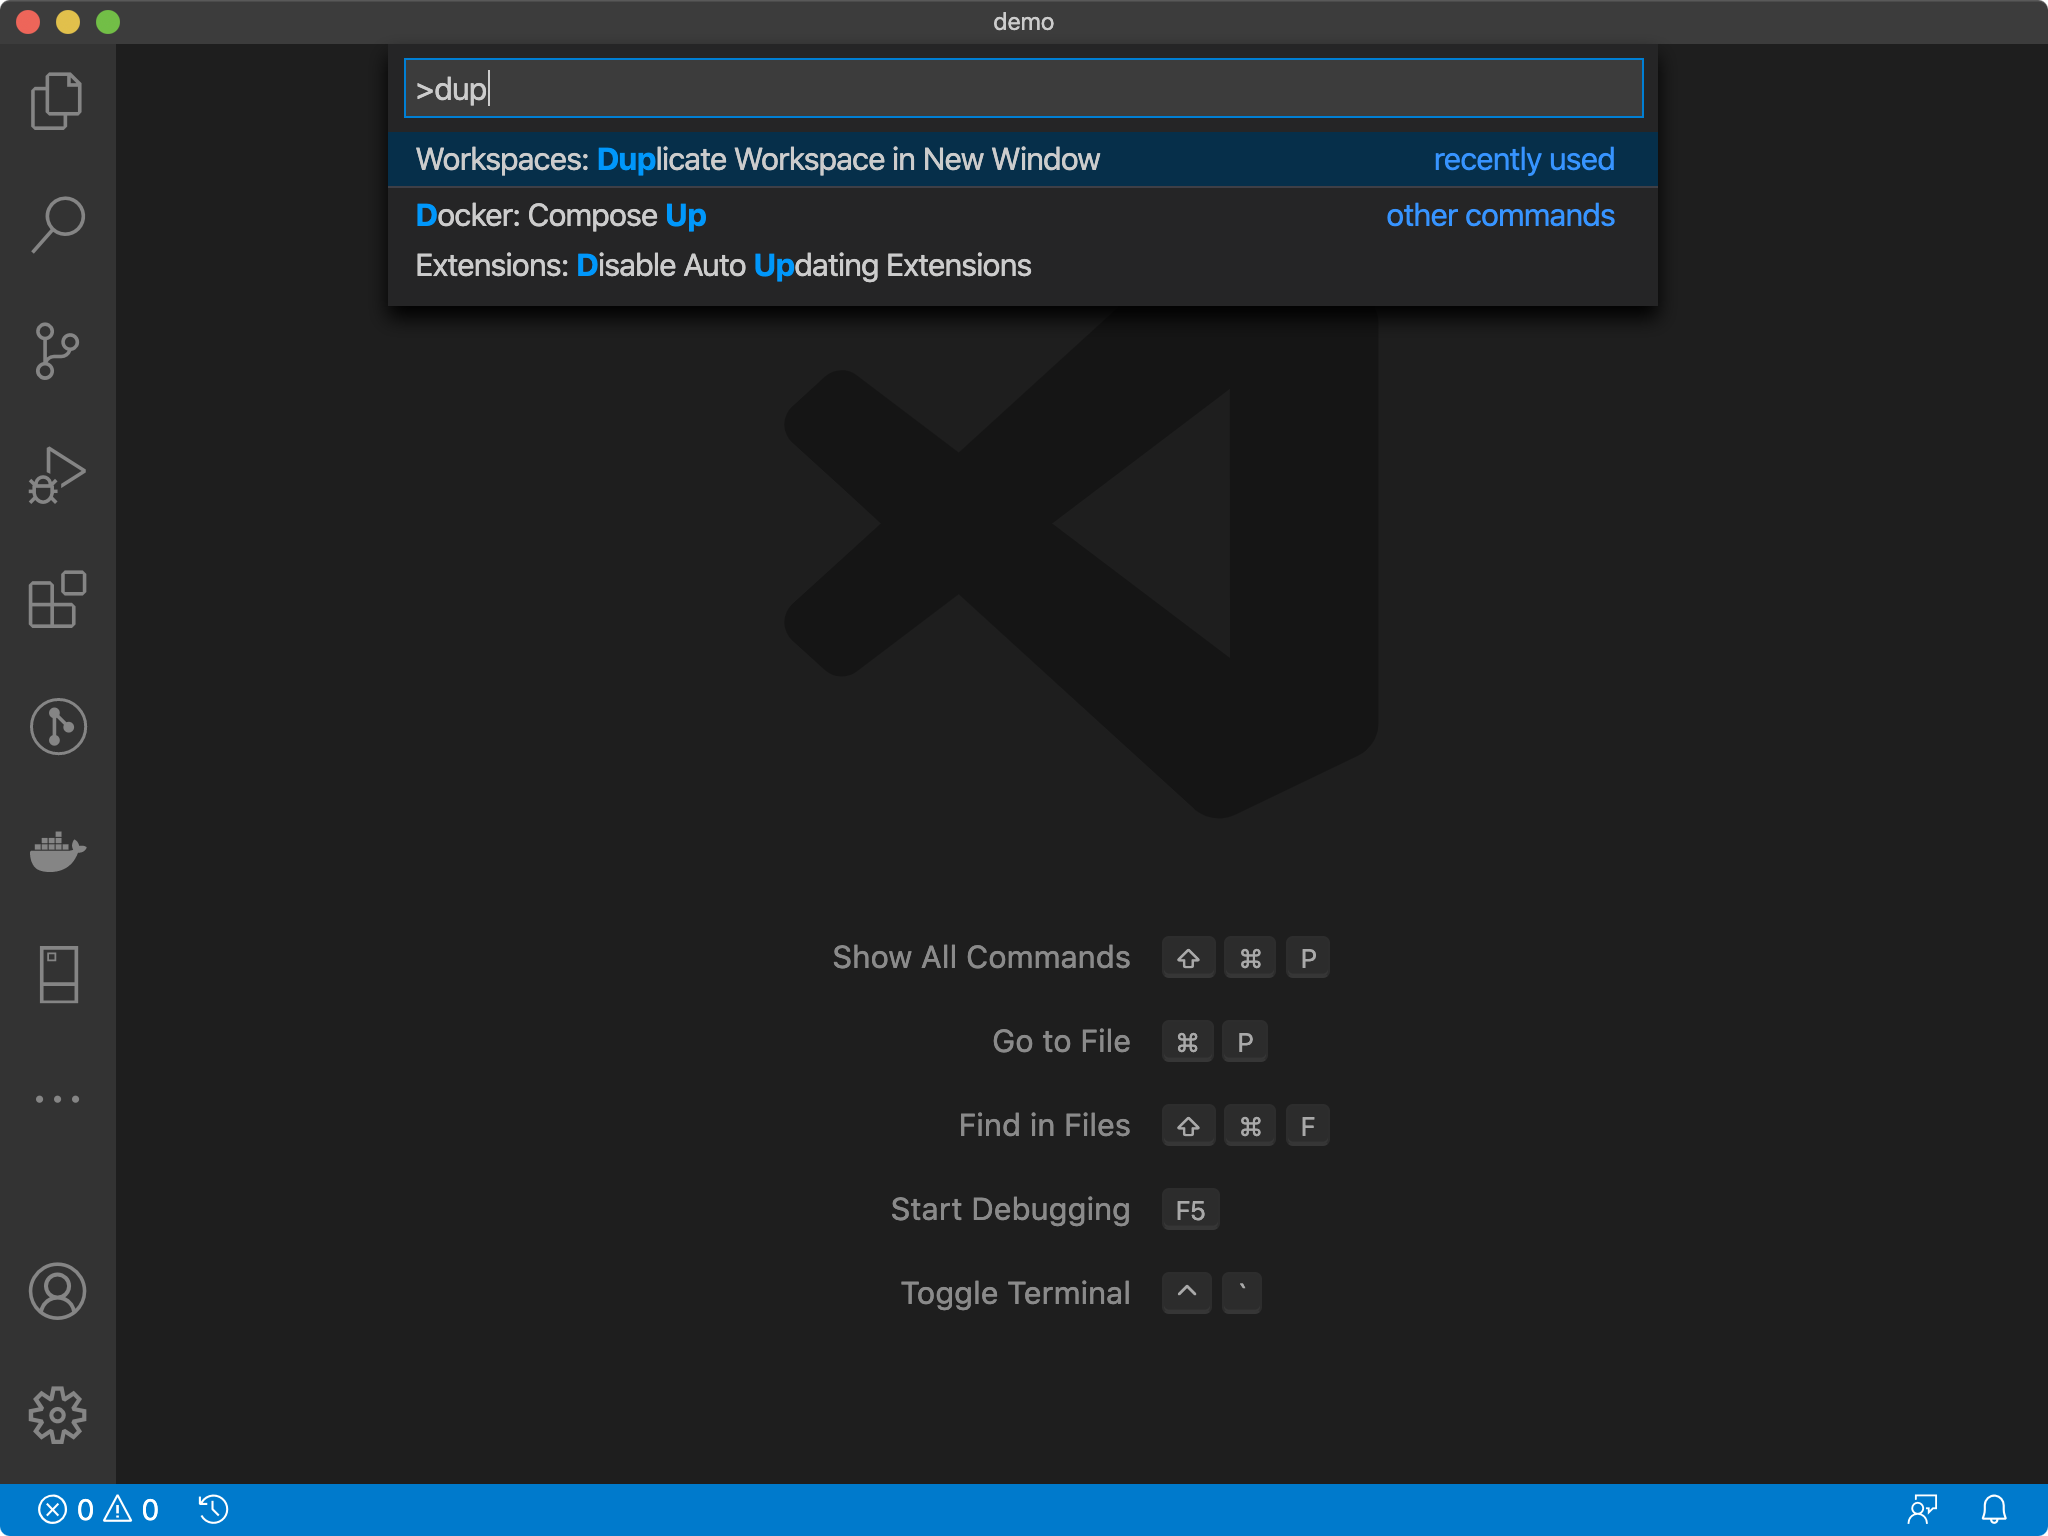 demo
>dup
Workspaces: Duplicate Workspace in New Window recently used
Docker: Compose Up other commands
Extensions: Disable Auto Updating Extensions
Show All Commands ⇧ ⌘ P
Go to File ⌘ P
Find in Files ⇧ ⌘ F
Start Debugging F5
Toggle Terminal ^ `
0 0